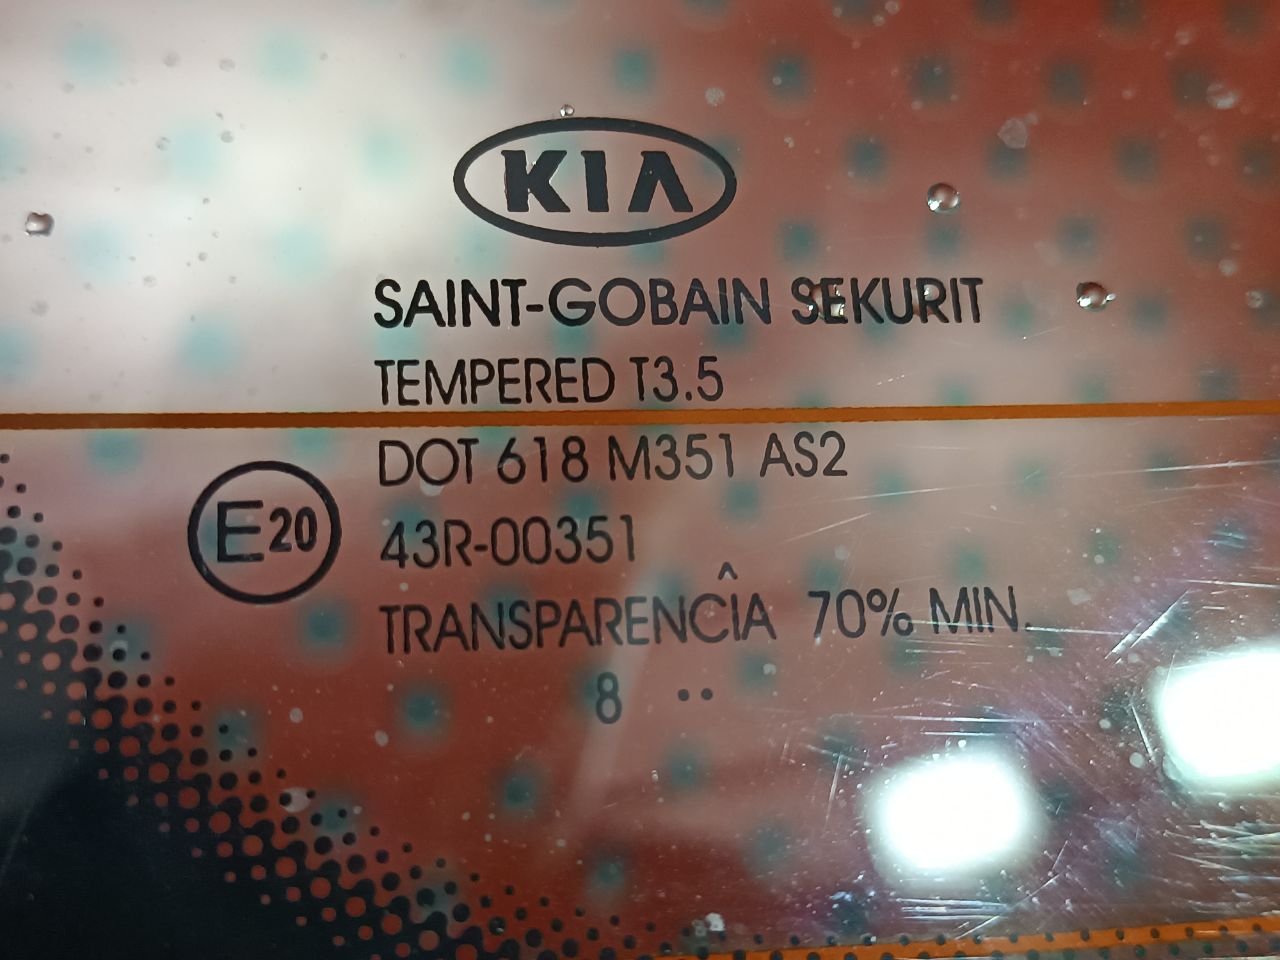 KIA
SAINT-GOBAIN SEKURIT
TEMPERED T3.5
DOT 618 M351 AS2
E20
43R-00351
TRANSPARENCÎA 70% MIN.
8 ••